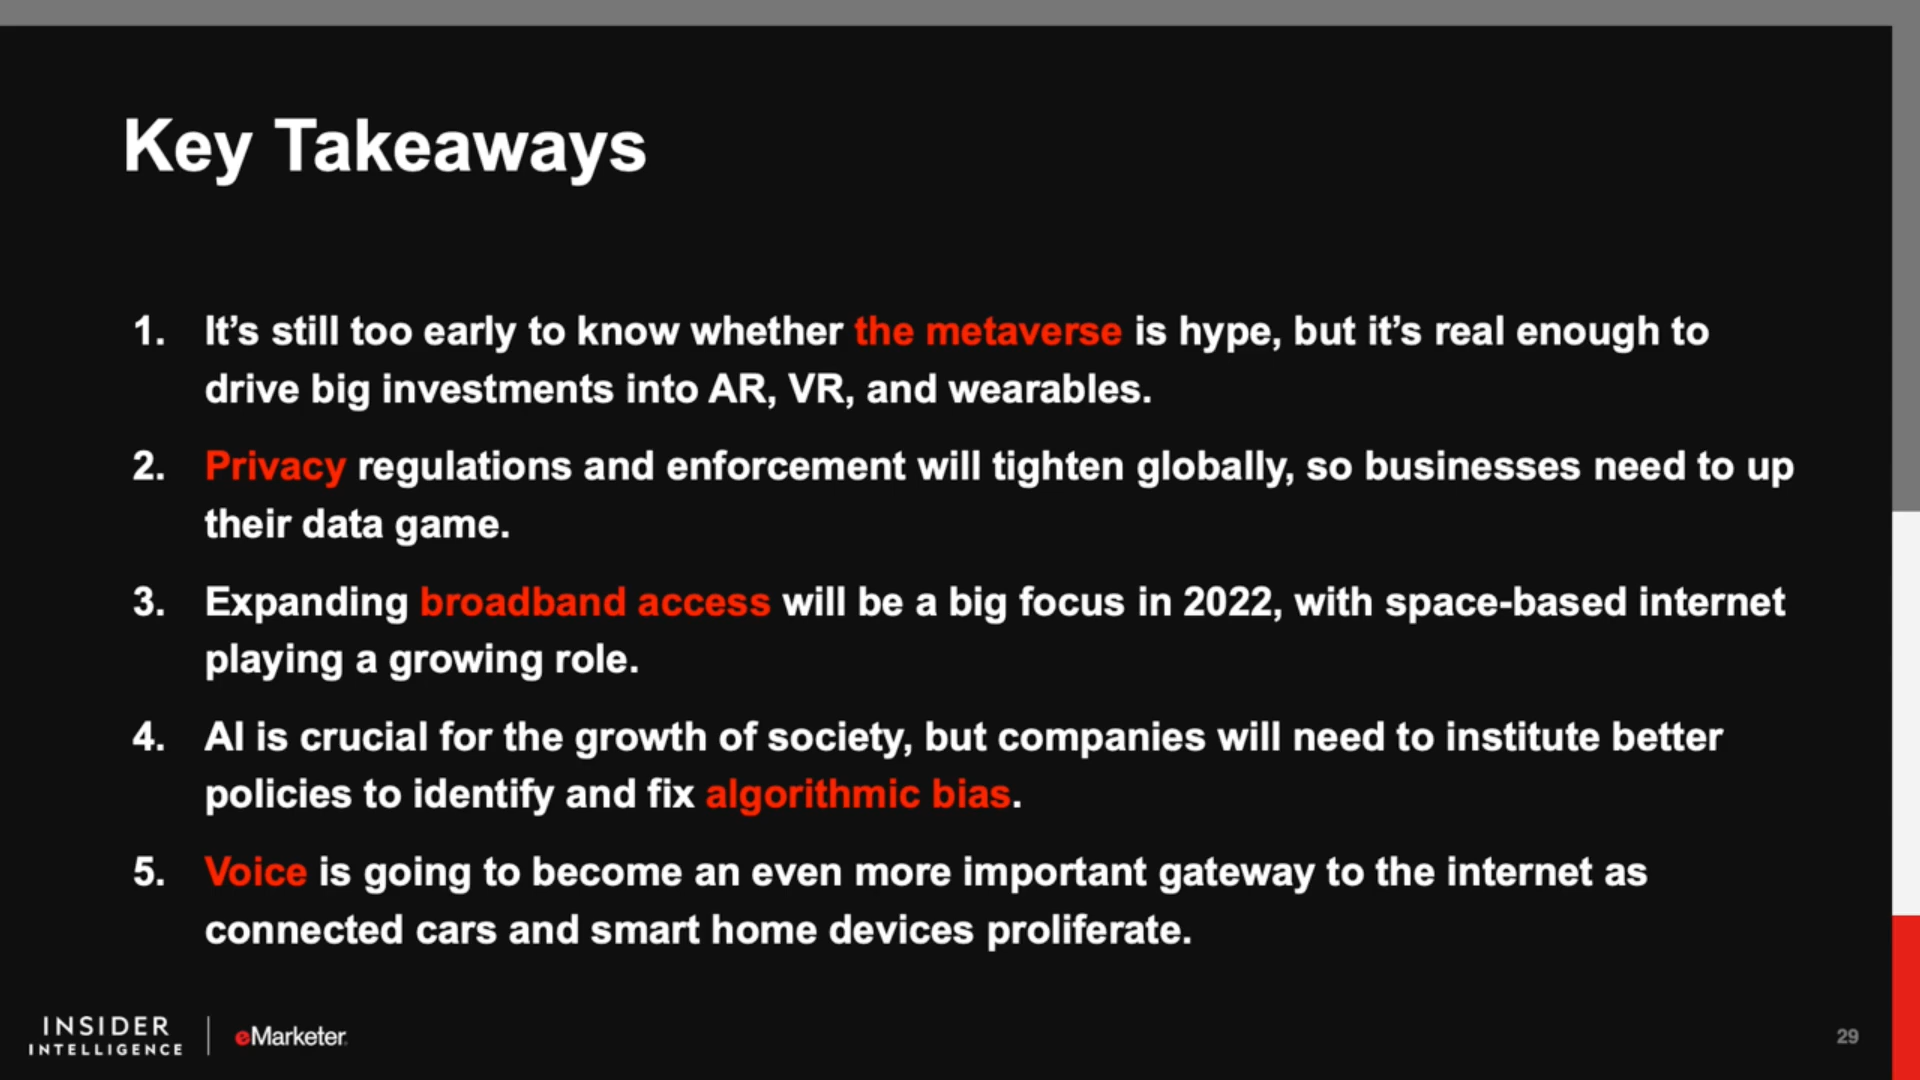 Key Takeaways
1. It’s still too early to know whether the metaverse is hype, but it’s real enough to
drive big investments into AR, VR, and wearables.
2. Privacy regulations and enforcement will tighten globally, so businesses need to up
their data game.
3. Expanding broadband access will be a big focus in 2022, with space-based internet
playing a growing role.
4. AI is crucial for the growth of society, but companies will need to institute better
policies to identify and fix algorithmic bias.
5. Voice is going to become an even more important gateway to the internet as
connected cars and smart home devices proliferate.
INSIDER
INTELLIGENCE
eMarketer
29